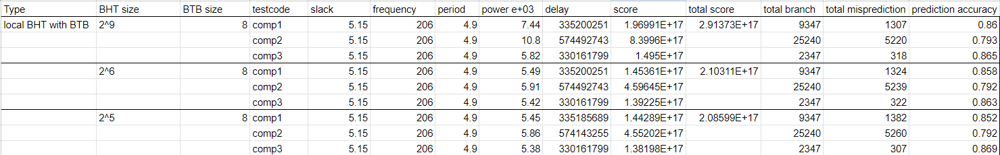 Type BHT size BTB size testcode slack frequency period power e+03 delay score total score total branch total misprediction prediction accuracy
local BHT with BTB 2^9 8 comp1 5.15 206 4.9 7.44 335200251 1.96991E+17 2.91373E+17 9347 1307 0.86
comp2 5.15 206 4.9 10.8 574492743 8.3996E+17 25240 5220 0.793
comp3 5.15 206 4.9 5.82 330161799 1.495E+17 2347 318 0.865
2^6 8 comp1 5.15 206 4.9 5.49 335200251 1.45361E+17 2.10311E+17 9347 1324 0.858
comp2 5.15 206 4.9 5.91 574492743 4.59645E+17 25240 5239 0.792
comp3 5.15 206 4.9 5.42 330161799 1.39225E+17 2347 322 0.863
2^5 8 comp1 5.15 206 4.9 5.45 335185689 1.44289E+17 2.08599E+17 9347 1382 0.852
comp2 5.15 206 4.9 5.86 574143255 4.55202E+17 25240 5260 0.792
comp3 5.15 206 4.9 5.38 330161799 1.38198E+17 2347 307 0.869